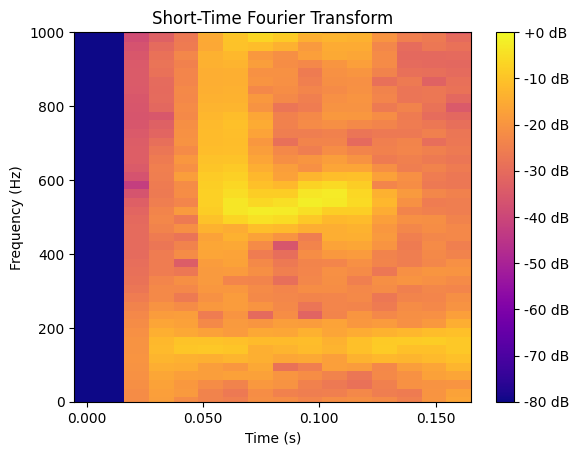 Short-Time Fourier Transform
Frequency (Hz)
1000
800
600
400
200
0
0.000
0.050
0.100
0.150
Time (s)
+0 dB
-10 dB
-20 dB
-30 dB
-40 dB
-50 dB
-60 dB
-70 dB
-80 dB